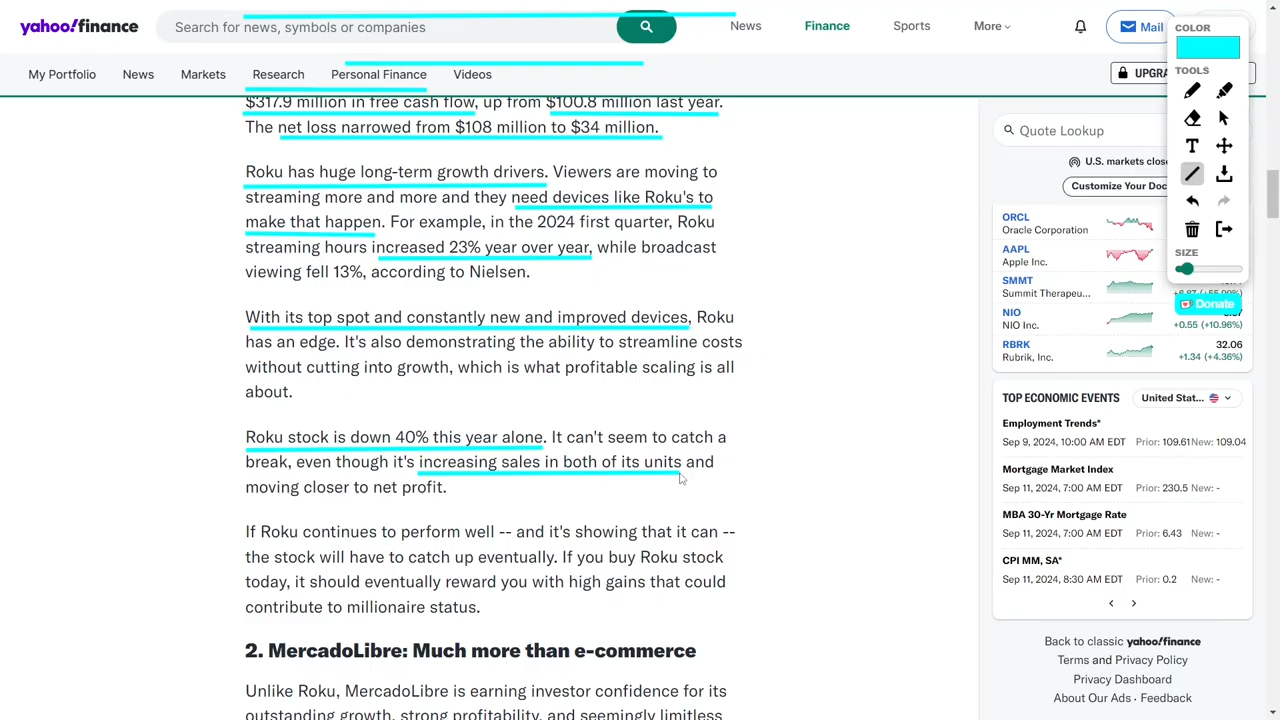 yahoo!finance
Search for news, symbols or companies
News
Finance
Sports
More
Mail
My Portfolio
News
Markets
Research
Personal Finance
Videos
UPGRA
COLOR
TOOLS
T
SIZE
Donate
$317.9 million in free cash flow, up from $100.8 million last year.
The net loss narrowed from $108 million to $34 million.
Roku has huge long-term growth drivers. Viewers are moving to
streaming more and more and they need devices like Roku's to
make that happen. For example, in the 2024 first quarter, Roku
streaming hours increased 23% year over year, while broadcast
viewing fell 13%, according to Nielsen.
With its top spot and constantly new and improved devices, Roku
has an edge. It's also demonstrating the ability to streamline costs
without cutting into growth, which is what profitable scaling is all
about.
Roku stock is down 40% this year alone. It can't seem to catch a
break, even though it's increasing sales in both of its units and
moving closer to net profit.
If Roku continues to perform well -- and it's showing that it can --
the stock will have to catch up eventually. If you buy Roku stock
today, it should eventually reward you with high gains that could
contribute to millionaire status.
2. MercadoLibre: Much more than e-commerce
Unlike Roku, MercadoLibre is earning investor confidence for its
outstanding growth, strong profitability, and seemingly limitless
Quote Lookup
U.S. markets close
Customize Your Doc
ORCL
Oracle Corporation
AAPL
Apple Inc.
SMMT
Summit Therapeu...
NIO
NIO Inc.
+0.55 (+10.96%)
RBRK 32.06
Rubrik, Inc. +1.34 (+4.36%)
TOP ECONOMIC EVENTS
United Stat...
Employment Trends*
Sep 9, 2024, 10:00 AM EDT Prior: 109.61 New: 109.04
Mortgage Market Index
Sep 11, 2024, 7:00 AM EDT Prior: 230.5 New: -
MBA 30-Yr Mortgage Rate
Sep 11, 2024, 7:00 AM EDT Prior: 6.43 New: -
CPI MM, SA*
Sep 11, 2024, 8:30 AM EDT Prior: 0.2 New: -
Back to classic yahoo!finance
Terms and Privacy Policy
Privacy Dashboard
About Our Ads · Feedback